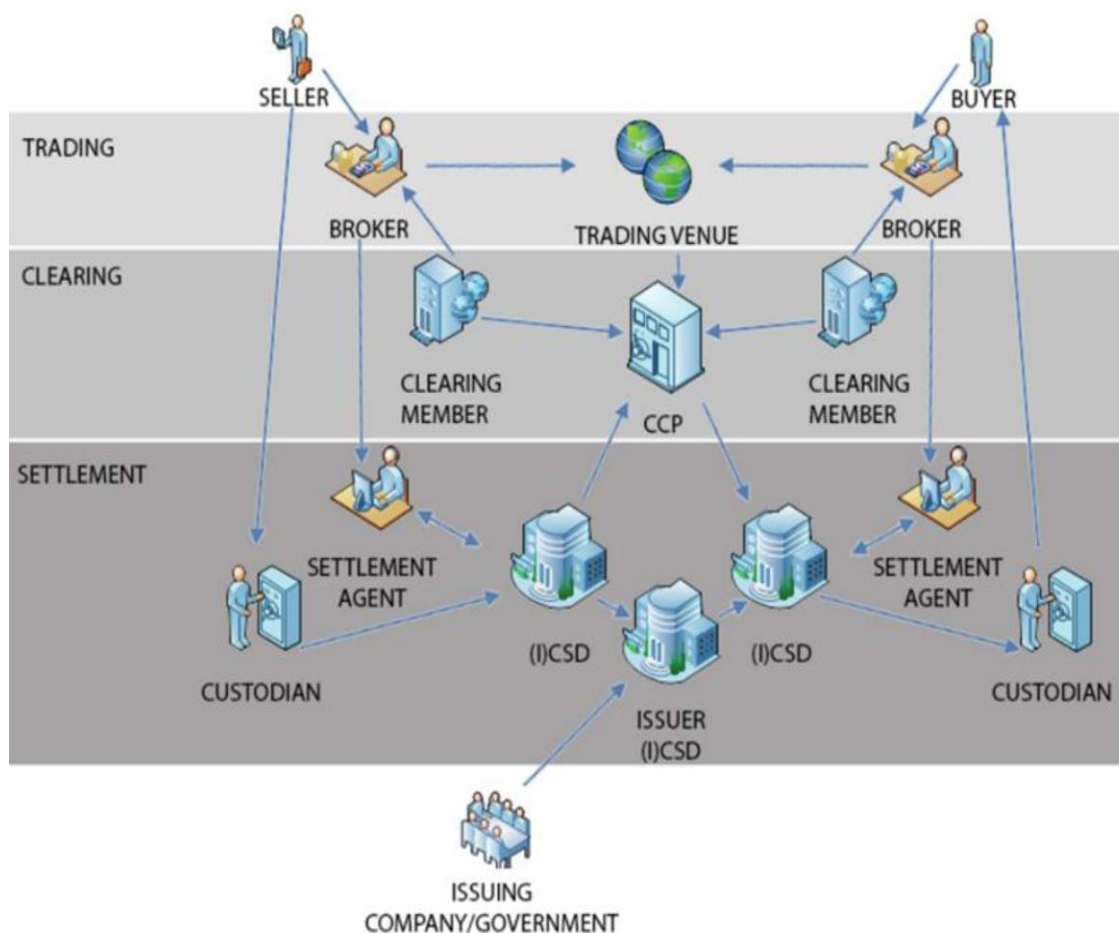 SELLER
BUYER
TRADING
BROKER
TRADING VENUE
BROKER
CLEARING
CLEARING
MEMBER
CCP
CLEARING
MEMBER
SETTLEMENT
SETTLEMENT
AGENT
SETTLEMENT
AGENT
CUSTODIAN
(I)CSD
(I)CSD
CUSTODIAN
ISSUER
(I)CSD
ISSUING
COMPANY/GOVERNMENT